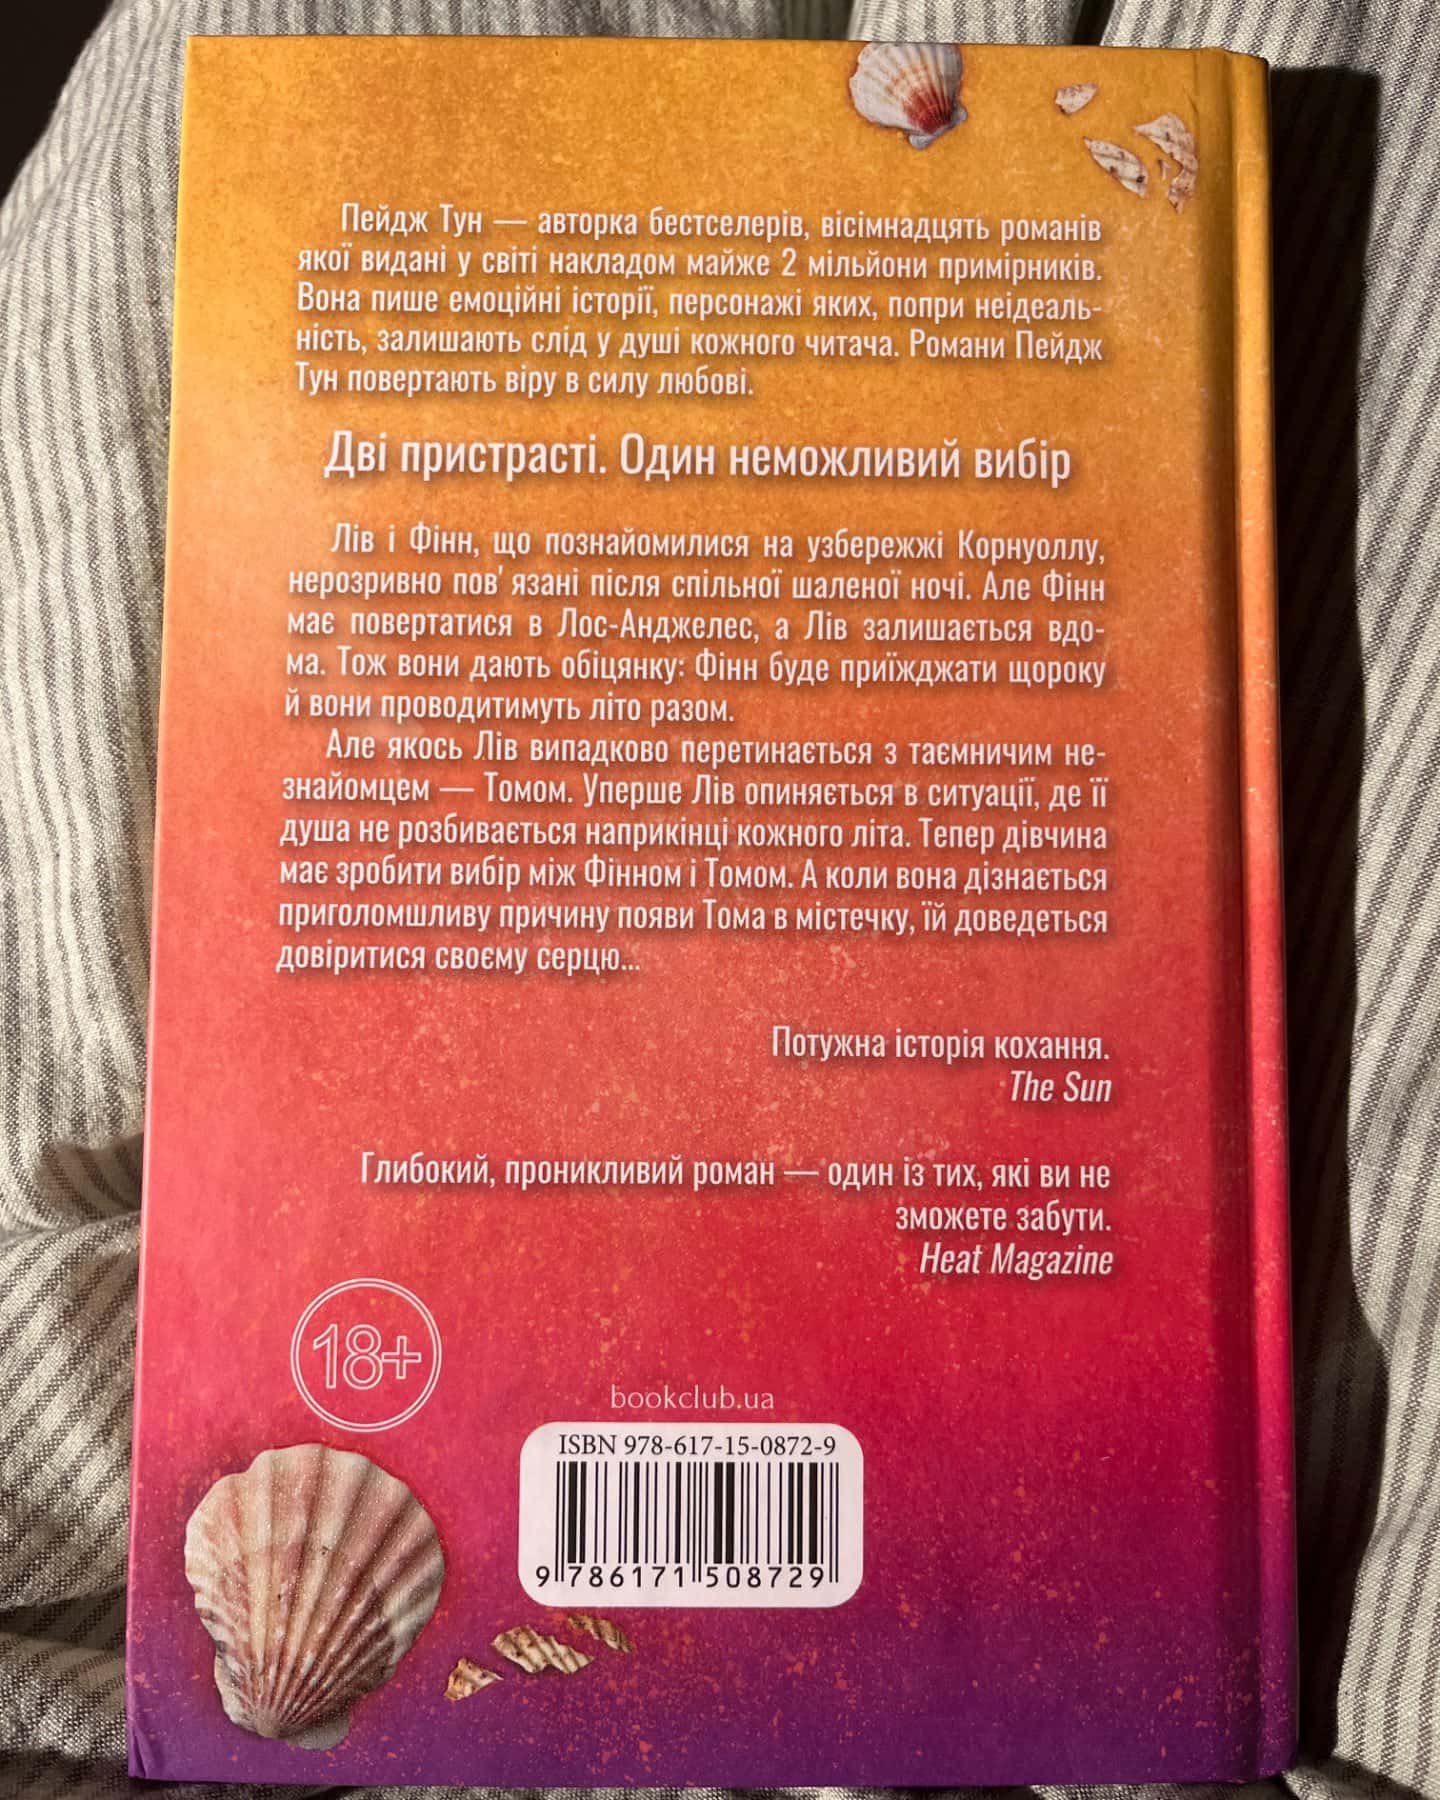 Пейдж Тун — авторка бестселерів, вісімнадцять романів
якої видані у світі накладом майже 2 мільйони примірників.
Вона пише емоційні історії, персонажі яких, попри неідеаль-
ність, залишають слід у душі кожного читача. Романи Пейдж
Тун повертають віру в силу любові.
Дві пристрасті. Один неможливий вибір
Лів і Фінн, що познайомилися на узбережжі Корнуоллу,
нерозривно пов' язані після спільної шаленої ночі. Але Фінн
має повертатися в Лос-Анджелес, а Лів залишається вдо-
ма. Тож вони дають обіцянку: Фінн буде приїжджати щороку
й вони проводитимуть літо разом.
Але якось Лів випадково перетинається з таємничим не-
знайомцем — Томом. Уперше Лів опиняється в ситуації, де її
душа не розбивається наприкінці кожного літа. Тепер дівчина
має зробити вибір між Фінном і Томом. А коли вона дізнається
приголомшливу причину появи Тома в містечку, їй доведеться
довіритися своєму серцю...
Потужна історія кохання.
The Sun
Глибокий, проникливий роман — один із тих, які ви не
зможете забути.
Heat Magazine
18+
bookclub.ua
ISBN 978-617-15-0872-9
9 786171 508729